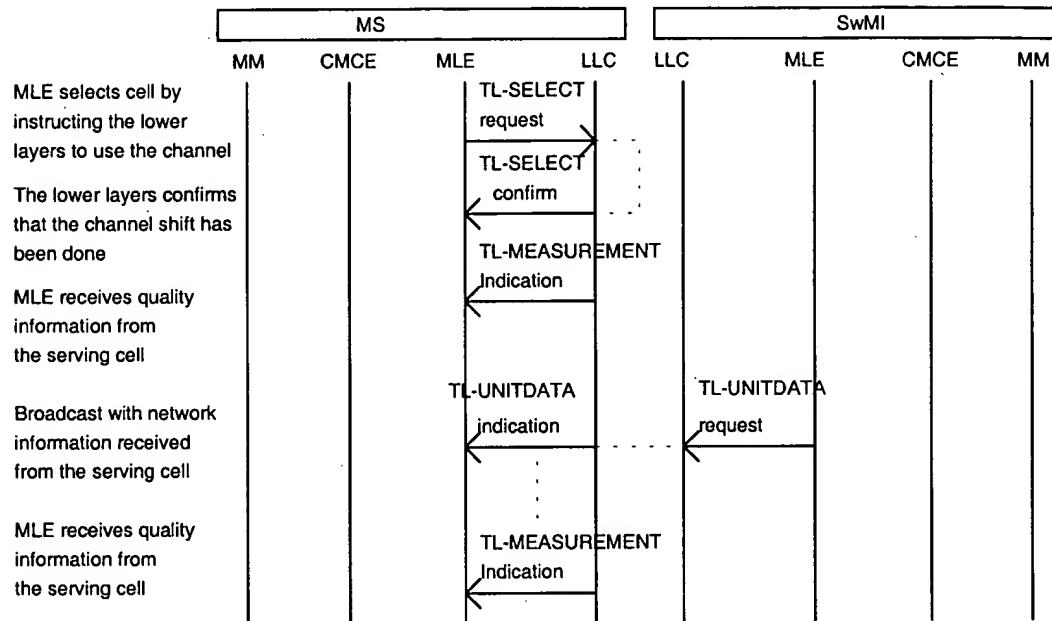 MS
SwMI
MM
CMCE
MLE
LLC
LLC
MLE
CMCE
MM
MLE selects cell by
instructing the lower
layers to use the channel
TL-SELECT
request
TL-SELECT
confirm
The lower layers confirms
that the channel shift has
been done
TL-MEASUREMENT
Indication
MLE receives quality
information from
the serving cell
TL-UNITDATA
indication
TL-UNITDATA
request
Broadcast with network
information received
from the serving cell
MLE receives quality
information from
the serving cell
TL-MEASUREMENT
Indication